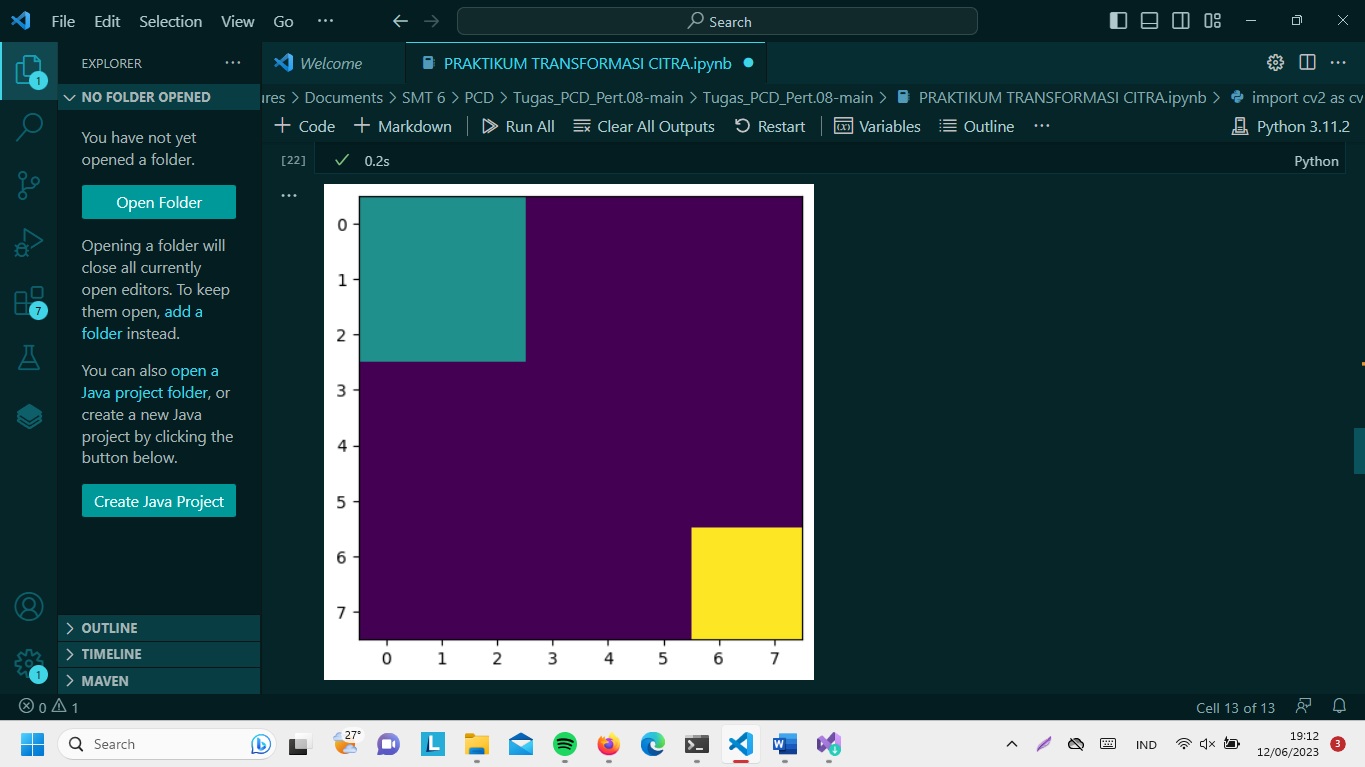 File Edit Selection View Go ··· Search
EXPLORER ···
NO FOLDER OPENED
You have not yet
opened a folder.
Open Folder
Opening a folder will
close all currently
open editors. To keep
them open, add a
folder instead.
You can also open a
Java project folder, or
create a new Java
project by clicking the
button below.
Create Java Project
OUTLINE
TIMELINE
MAVEN
1
7
1
Welcome PRAKTIKUM TRANSFORMASI CITRA.ipynb
ures > Documents > SMT 6 > PCD > Tugas_PCD_Pert.08-main > Tugas_PCD_Pert.08-main > PRAKTIKUM TRANSFORMASI CITRA.ipynb > import cv2 as cv
+ Code + Markdown Run All Clear All Outputs Restart Variables Outline ··· Python 3.11.2
[22] 0.2s Python
0
1
2
3
4
5
6
7
0 1 2 3 4 5 6 7
0 1 Cell 13 of 13
Search 27° L IND 19:12
12/06/2023 3